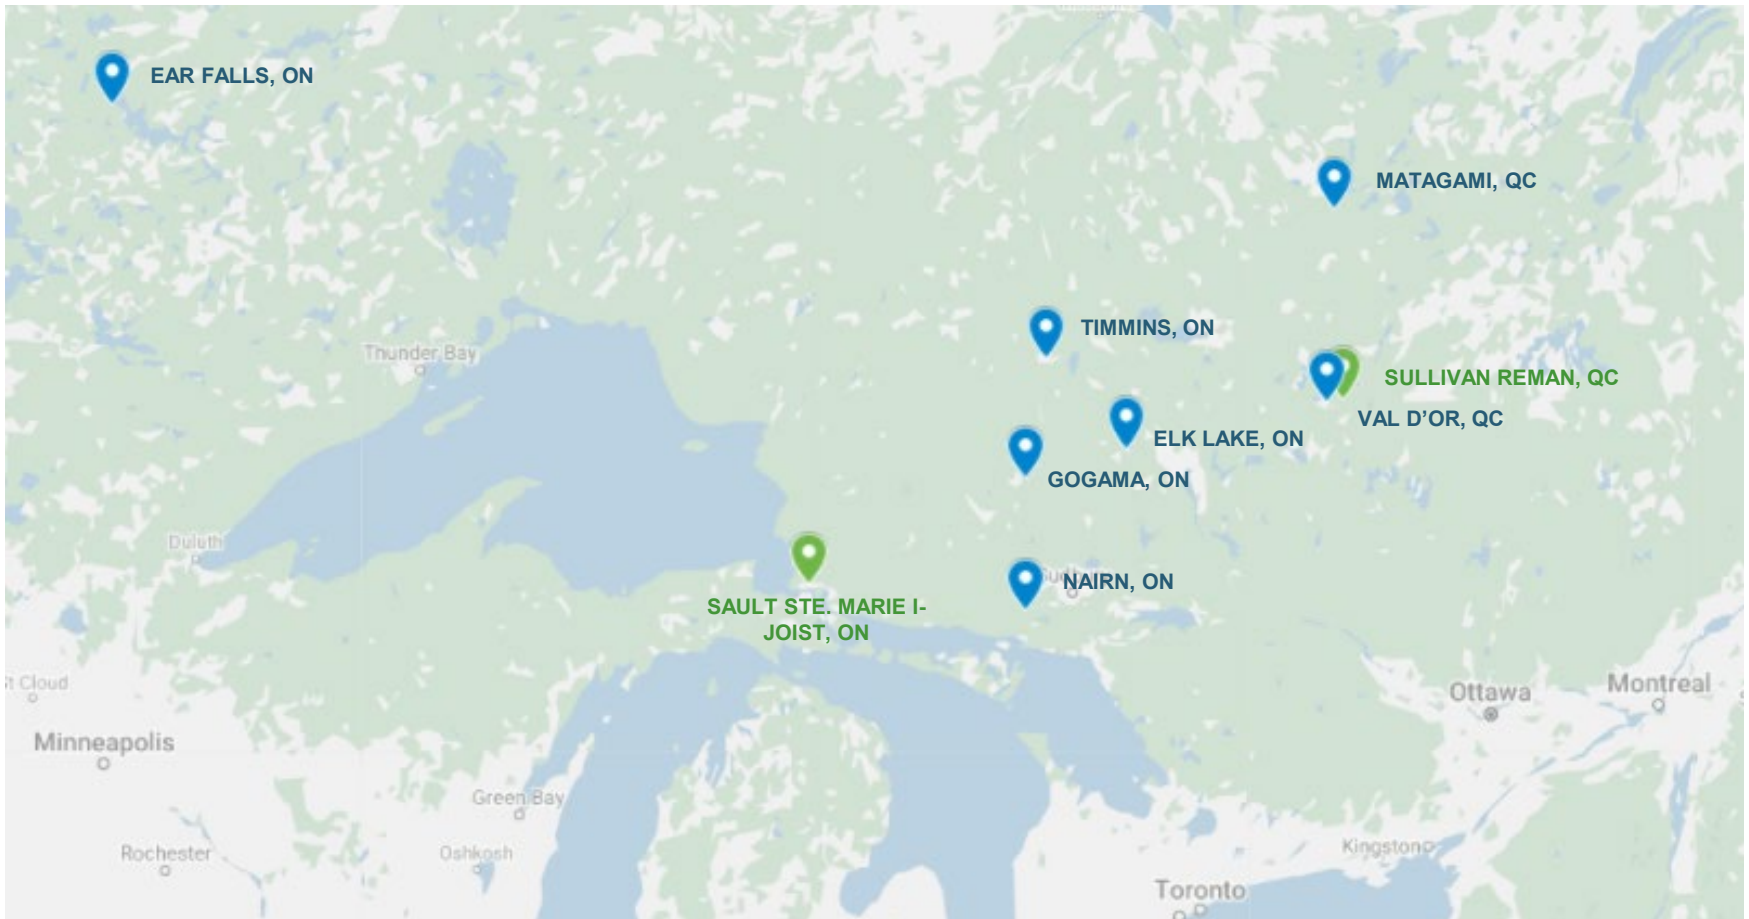 EAR FALLS, ON
MATAGAMI, QC
TIMMINS, ON
Thunder Bay
SULLIVAN REMAN, QC
VAL D'OR, QC
ELK LAKE, ON
GOGAMA, ON
Duluth
NAIRN, ON
SAULT STE. MARIE I-
JOIST, ON
St Cloud
Ottawa
Montreal
Minneapolis
Green Bay
Rochester
Oshkosh
Kingston
Toronto